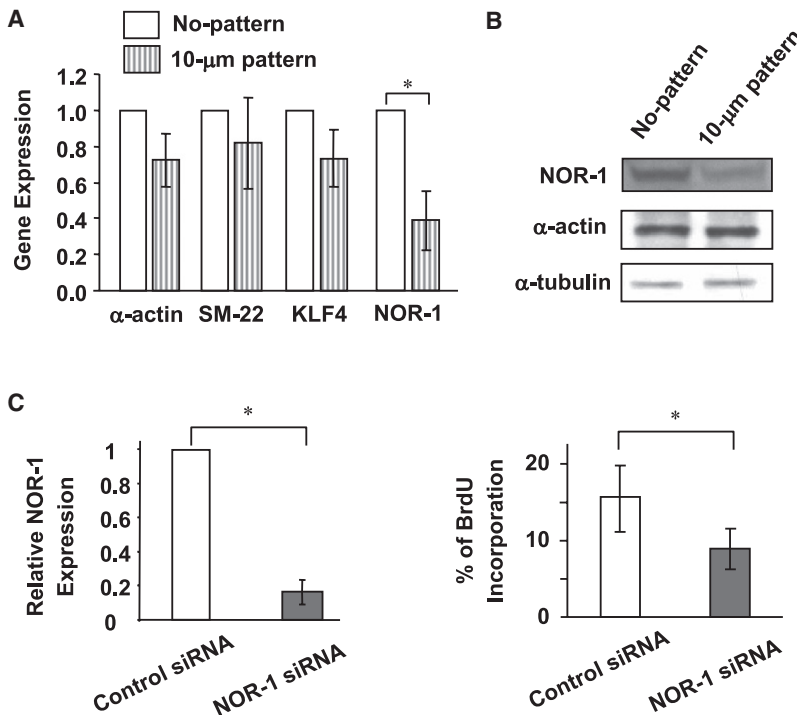 A
No-pattern
10-μm pattern
Gene Expression
1.2
1.0
0.8
0.6
0.4
0.2
0.0
*
α-actin SM-22 KLF4 NOR-1
B
No-pattern
10-μm pattern
NOR-1
α-actin
α-tubulin
C
Relative NOR-1
Expression
1
0.8
0.6
0.4
0.2
0
*
Control siRNA
NOR-1 siRNA
% of BrdU
Incorporation
20
10
0
*
Control siRNA
NOR-1 siRNA